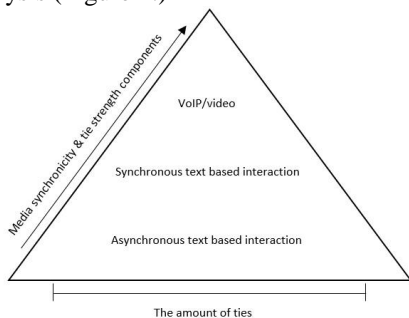 VoIP/video
Media synchronicity & tie strength components
Synchronous text based interaction
Asynchronous text based interaction
The amount of ties